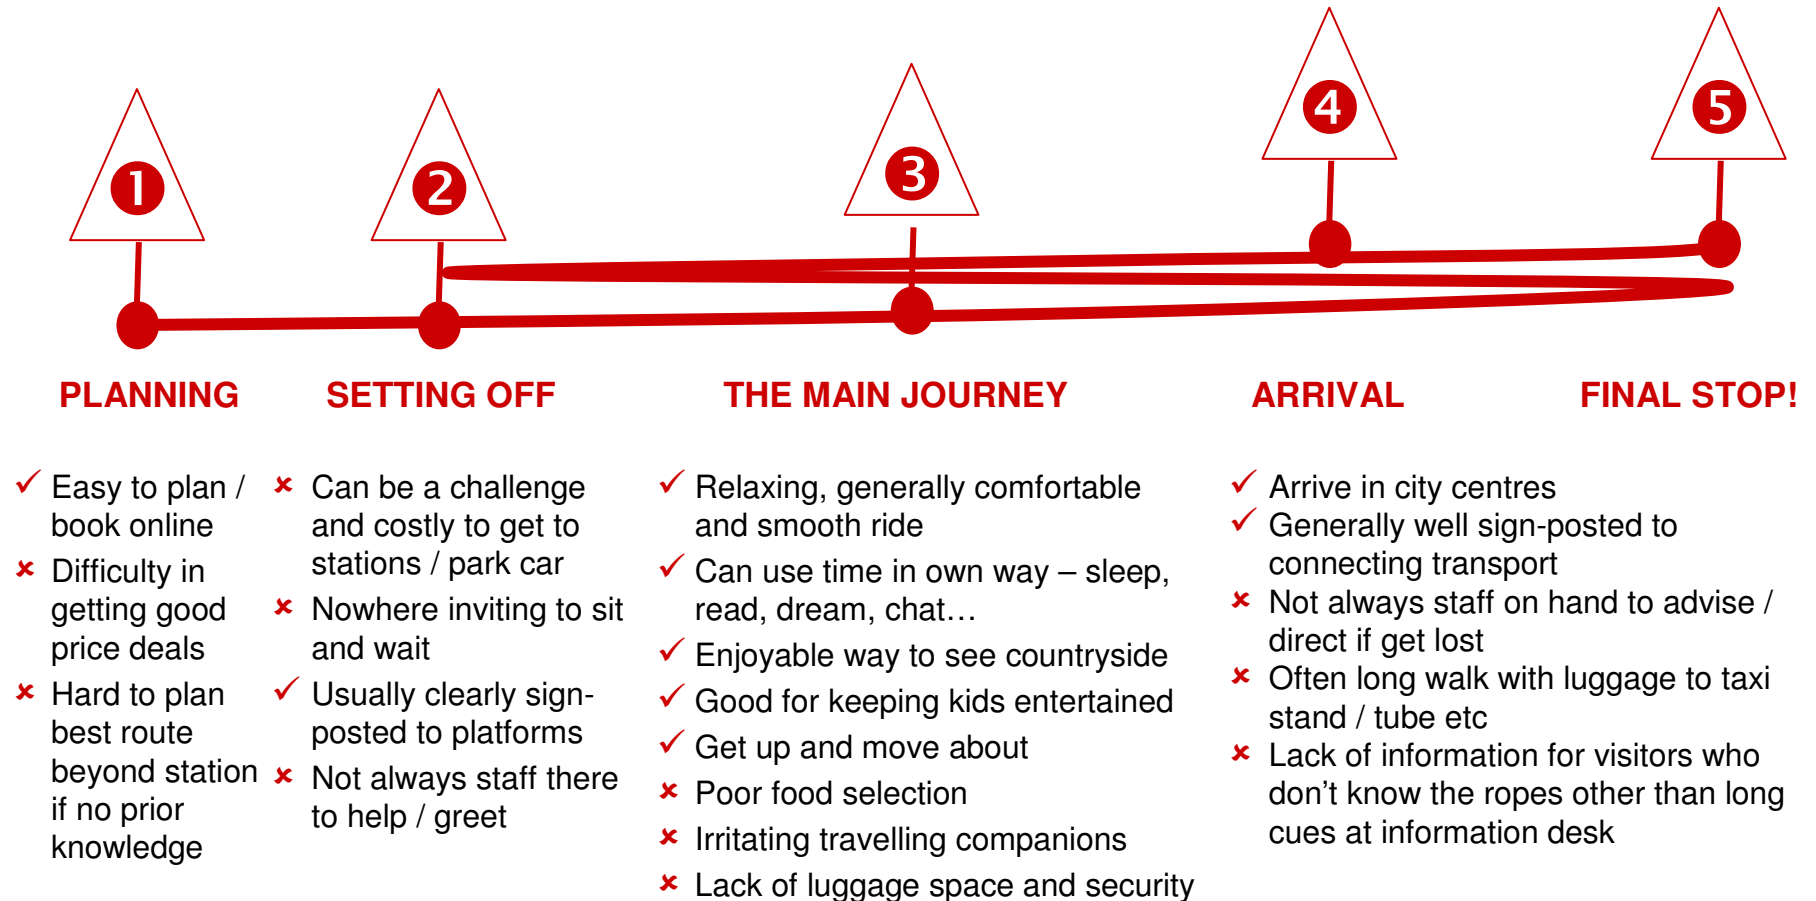 1
2
3
4
5
PLANNING
SETTING OFF
THE MAIN JOURNEY
ARRIVAL
FINAL STOP!
✓ Easy to plan /
book online
✗ Difficulty in
getting good
price deals
✗ Hard to plan
best route
beyond station
if no prior
knowledge
✗ Can be a challenge
and costly to get to
stations / park car
✗ Nowhere inviting to sit
and wait
✓ Usually clearly sign-
posted to platforms
✗ Not always staff there
to help / greet
✓ Relaxing, generally comfortable
and smooth ride
✓ Can use time in own way – sleep,
read, dream, chat…
✓ Enjoyable way to see countryside
✓ Good for keeping kids entertained
✓ Get up and move about
✗ Poor food selection
✗ Irritating travelling companions
✗ Lack of luggage space and security
✓ Arrive in city centres
✓ Generally well sign-posted to
connecting transport
✗ Not always staff on hand to advise /
direct if get lost
✗ Often long walk with luggage to taxi
stand / tube etc
✗ Lack of information for visitors who
don’t know the ropes other than long
cues at information desk